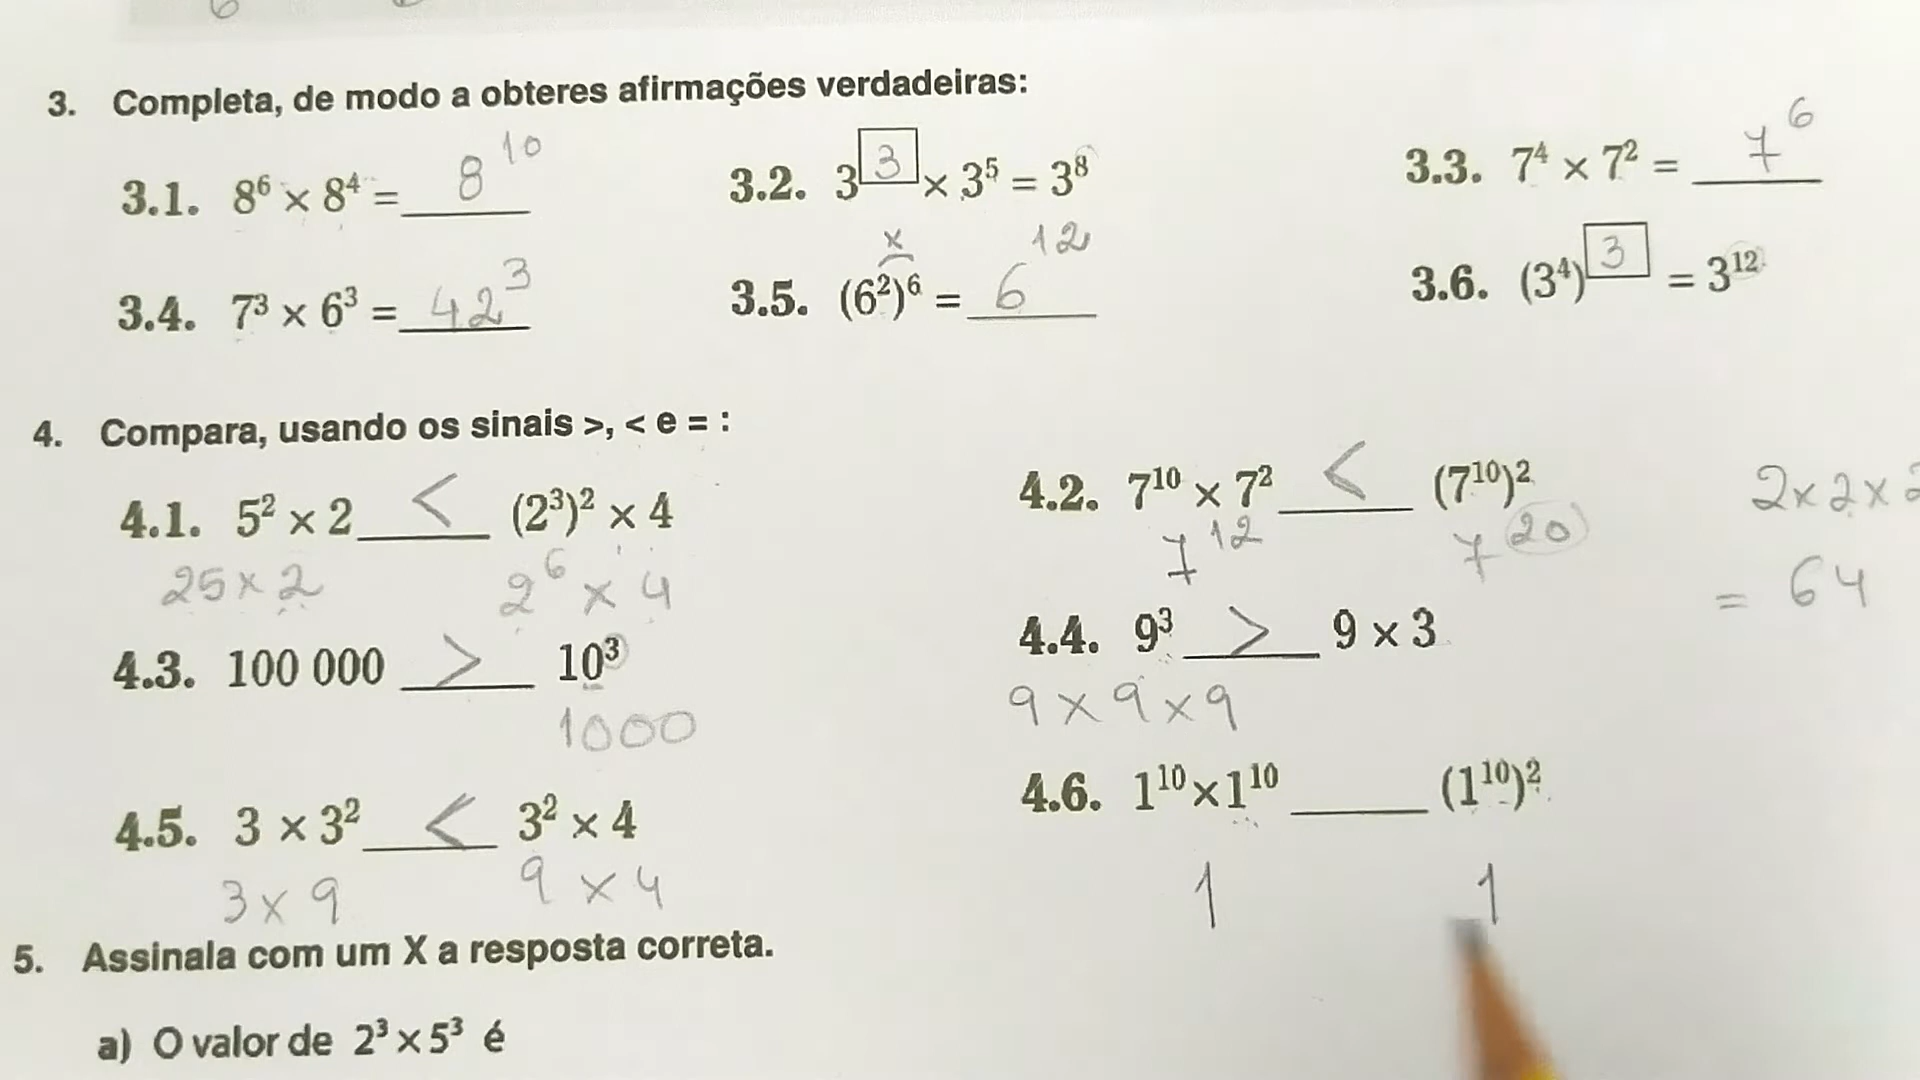 3. Completa, de modo a obteres afirmações verdadeiras:
3.1. 8⁶ × 8⁴ = 8¹⁰
3.2. 3³ × 3⁵ = 3⁸
3.3. 7⁴ × 7² = 7⁶
3.4. 7³ × 6³ = 42³
3.5. (6²)⁶ = 6¹²
×
3.6. (3⁴)³ = 3¹²
4. Compara, usando os sinais >, < e = :
4.1. 5² × 2 < (2³)² × 4
25 × 2 2⁶ × 4
4.2. 7¹⁰ × 7² < (7¹⁰)²
7¹² 7²⁰
2 × 2 × 2
= 64
4.3. 100 000 > 10³
1000
4.4. 9³ > 9 × 3
9 × 9 × 9
4.5. 3 × 3² < 3² × 4
3 × 9 9 × 4
4.6. 1¹⁰ × 1¹⁰ ____ (1¹⁰)²
1 1
5. Assinala com um X a resposta correta.
a) O valor de 2³ × 5³ é